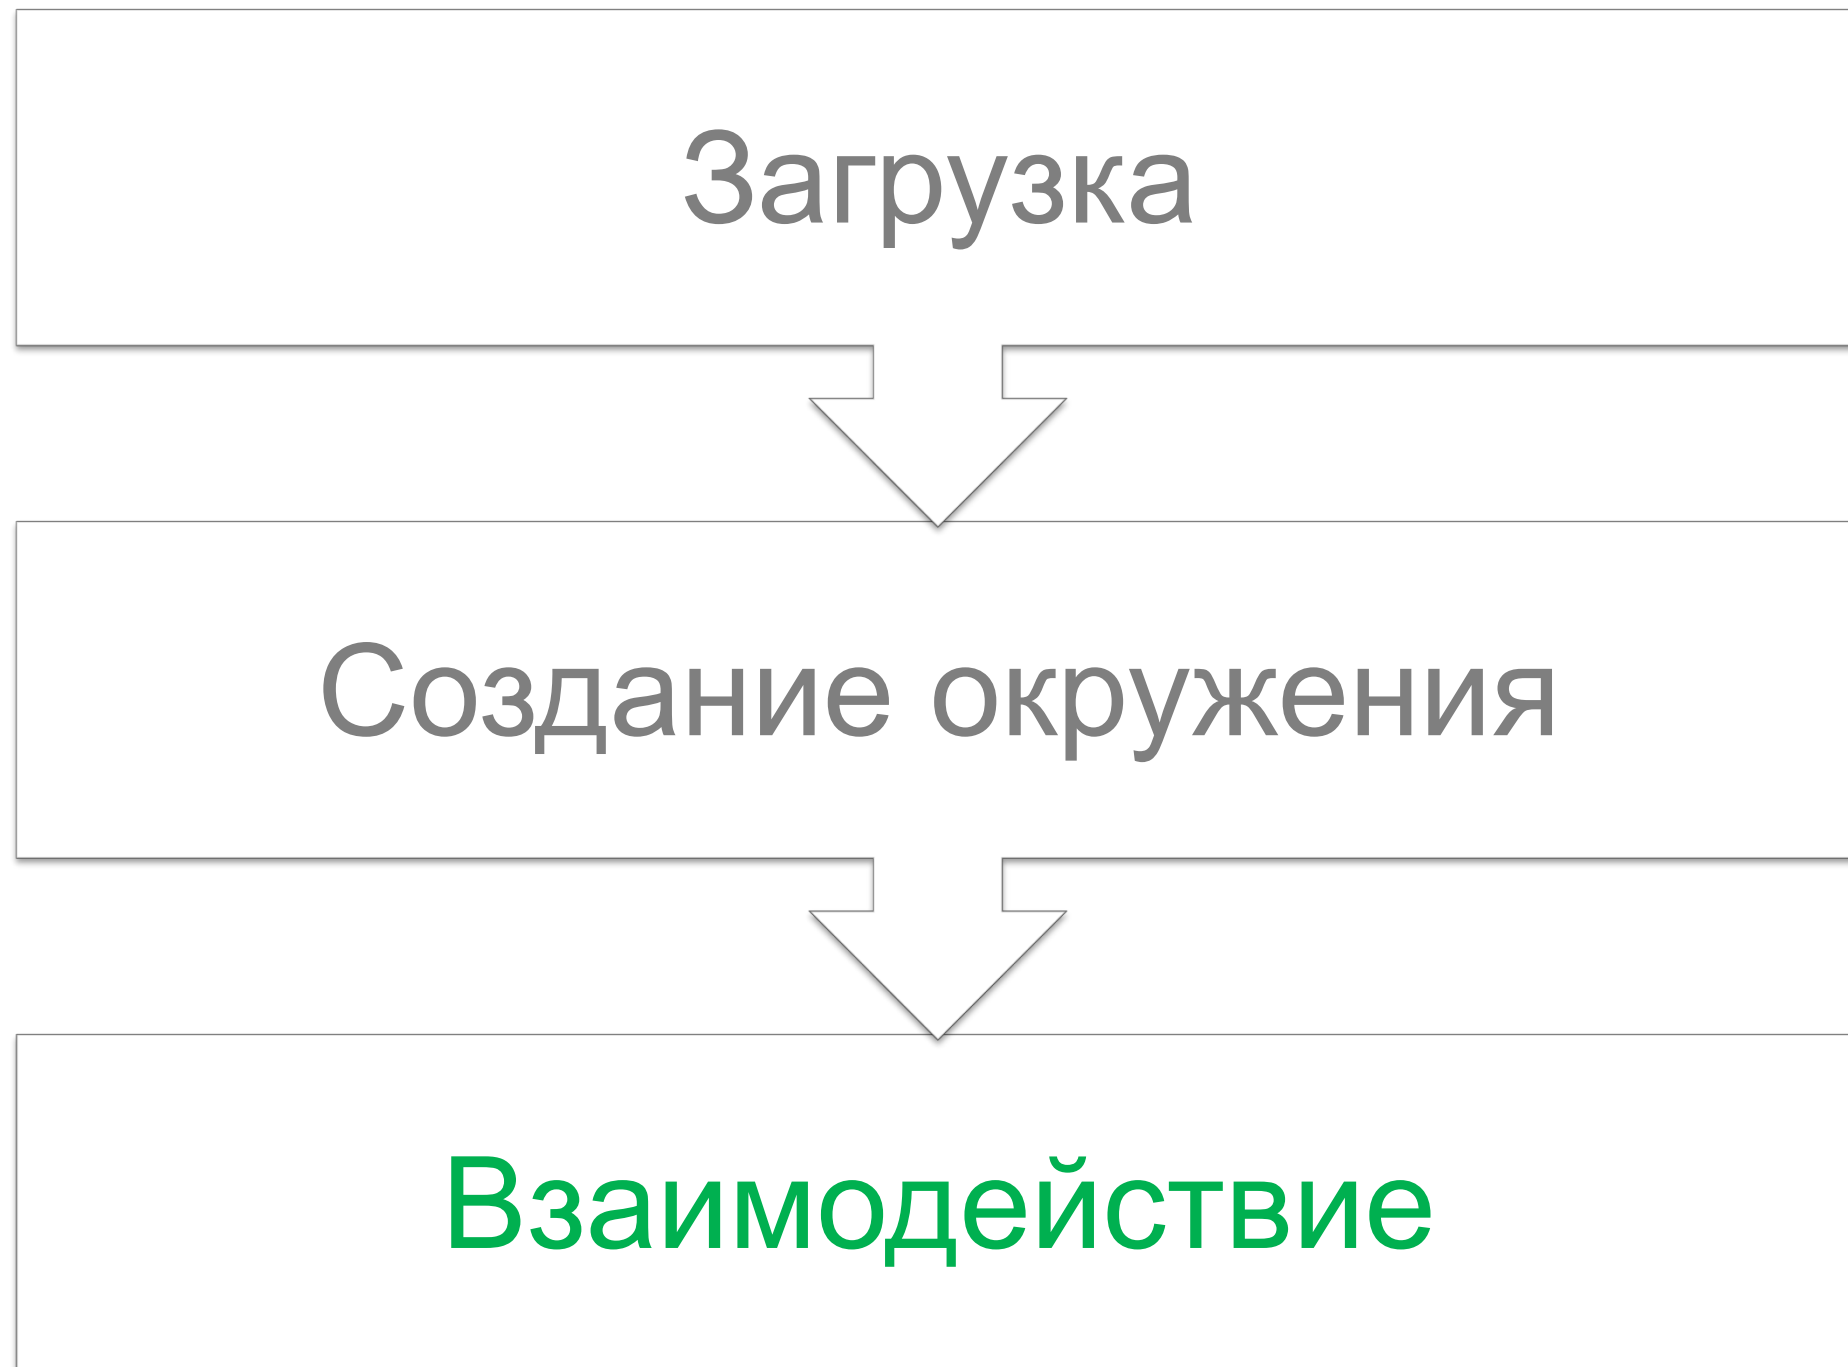 Загрузка
Создание окружения
Взаимодействие